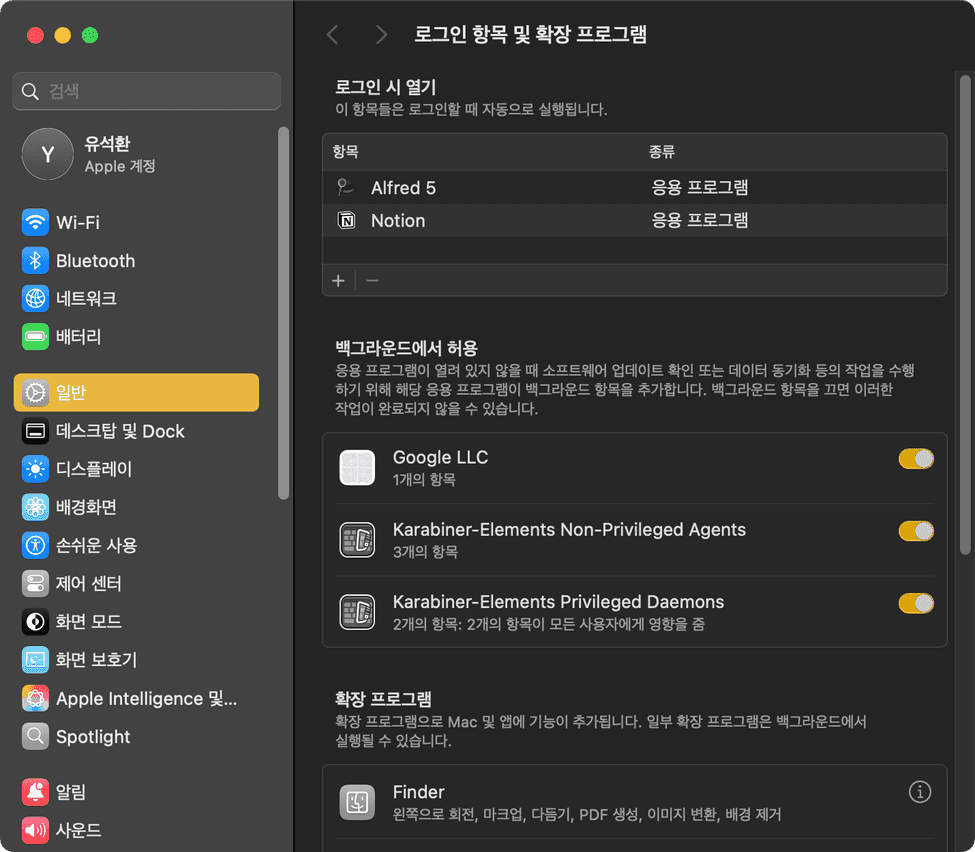 로그인 항목 및 확장 프로그램
검색
Y
유석환
Apple 계정
Wi-Fi
Bluetooth
네트워크
배터리
일반
데스크탑 및 Dock
디스플레이
배경화면
손쉬운 사용
제어 센터
화면 모드
화면 보호기
Apple Intelligence 및...
Spotlight
알림
사운드
로그인 시 열기
이 항목들은 로그인할 때 자동으로 실행됩니다.
항목 종류
Alfred 5 응용 프로그램
Notion 응용 프로그램
백그라운드에서 허용
응용 프로그램이 열려 있지 않을 때 소프트웨어 업데이트 확인 또는 데이터 동기화 등의 작업을 수행
하기 위해 해당 응용 프로그램이 백그라운드 항목을 추가합니다. 백그라운드 항목을 끄면 이러한
작업이 완료되지 않을 수 있습니다.
Google LLC
1개의 항목
Karabiner-Elements Non-Privileged Agents
3개의 항목
Karabiner-Elements Privileged Daemons
2개의 항목: 2개의 항목이 모든 사용자에게 영향을 줌
확장 프로그램
확장 프로그램으로 Mac 및 앱에 기능이 추가됩니다. 일부 확장 프로그램은 백그라운드에서
실행될 수 있습니다.
Finder
왼쪽으로 회전, 마크업, 다듬기, PDF 생성, 이미지 변환, 배경 제거